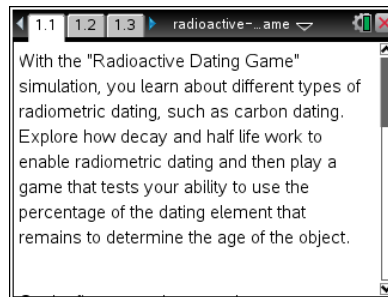 1.1 1.2 1.3 radioactive-...ame
With the "Radioactive Dating Game"
simulation, you learn about different types of
radiometric dating, such as carbon dating.
Explore how decay and half life work to
enable radiometric dating and then play a
game that tests your ability to use the
percentage of the dating element that
remains to determine the age of the object.